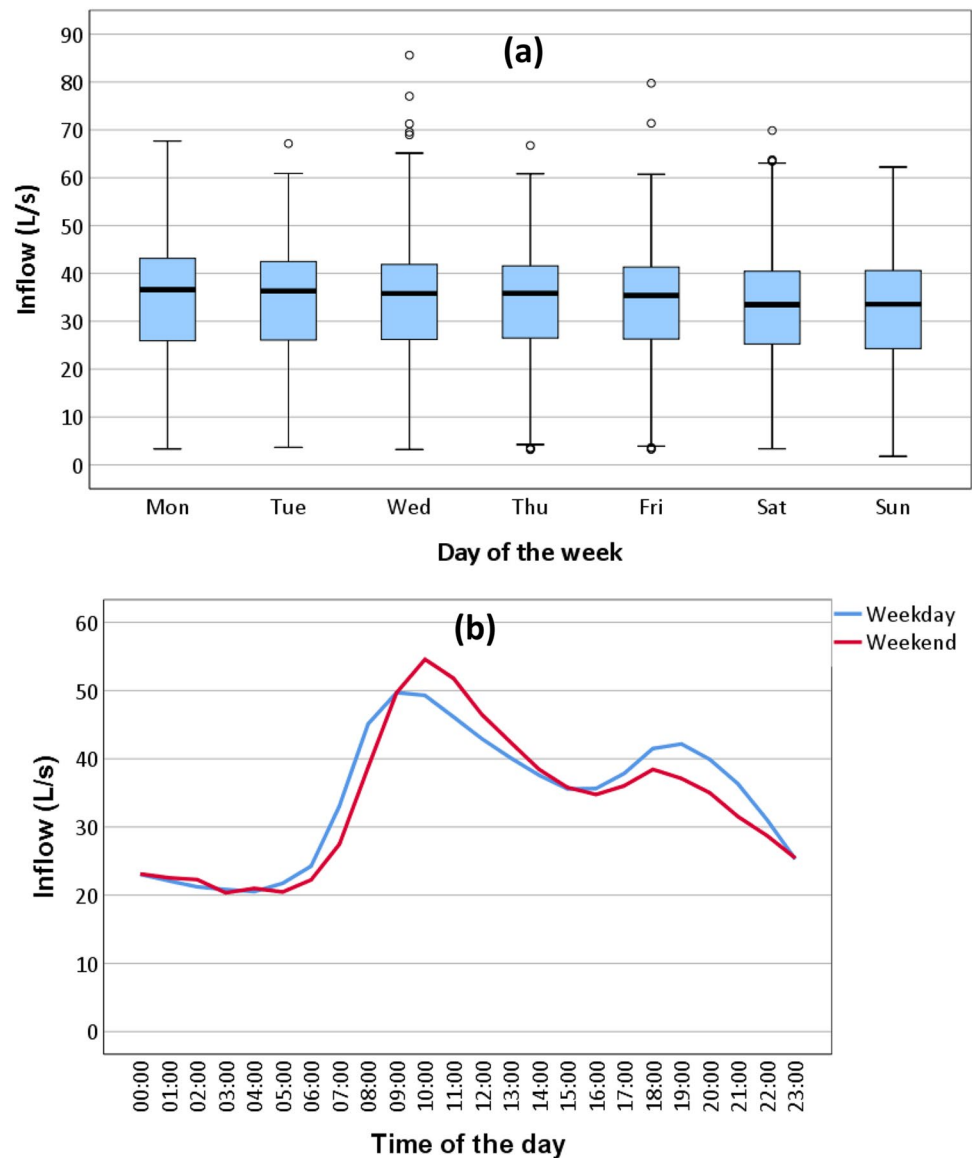 (a)
90
80
70
60
50
40
30
20
10
0
Inflow (L/s)
Mon Tue Wed Thu Fri Sat Sun
Day of the week
(b)
Weekday
Weekend
60
50
40
30
20
10
0
Inflow (L/s)
00:00 01:00 02:00 03:00 04:00 05:00 06:00 07:00 08:00 09:00 10:00 11:00 12:00 13:00 14:00 15:00 16:00 17:00 18:00 19:00 20:00 21:00 22:00 23:00
Time of the day